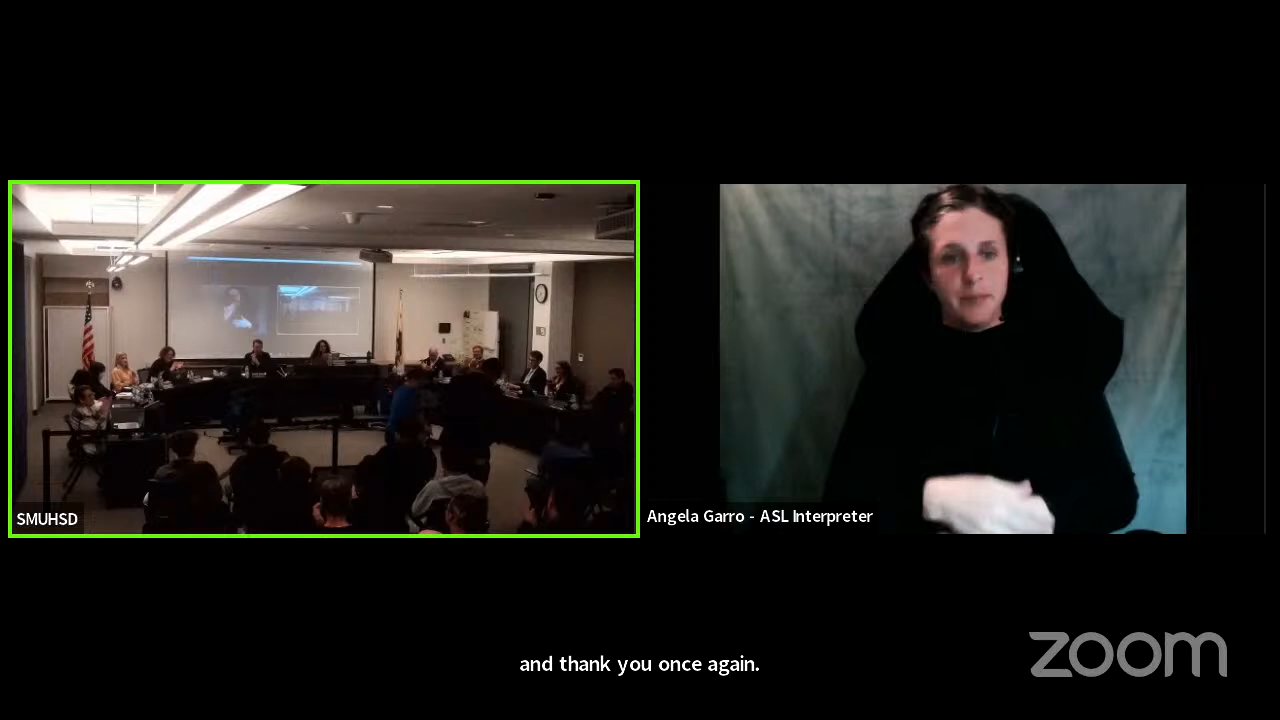 SMUHSD
Angela Garro - ASL Interpreter
and thank you once again.
zoom